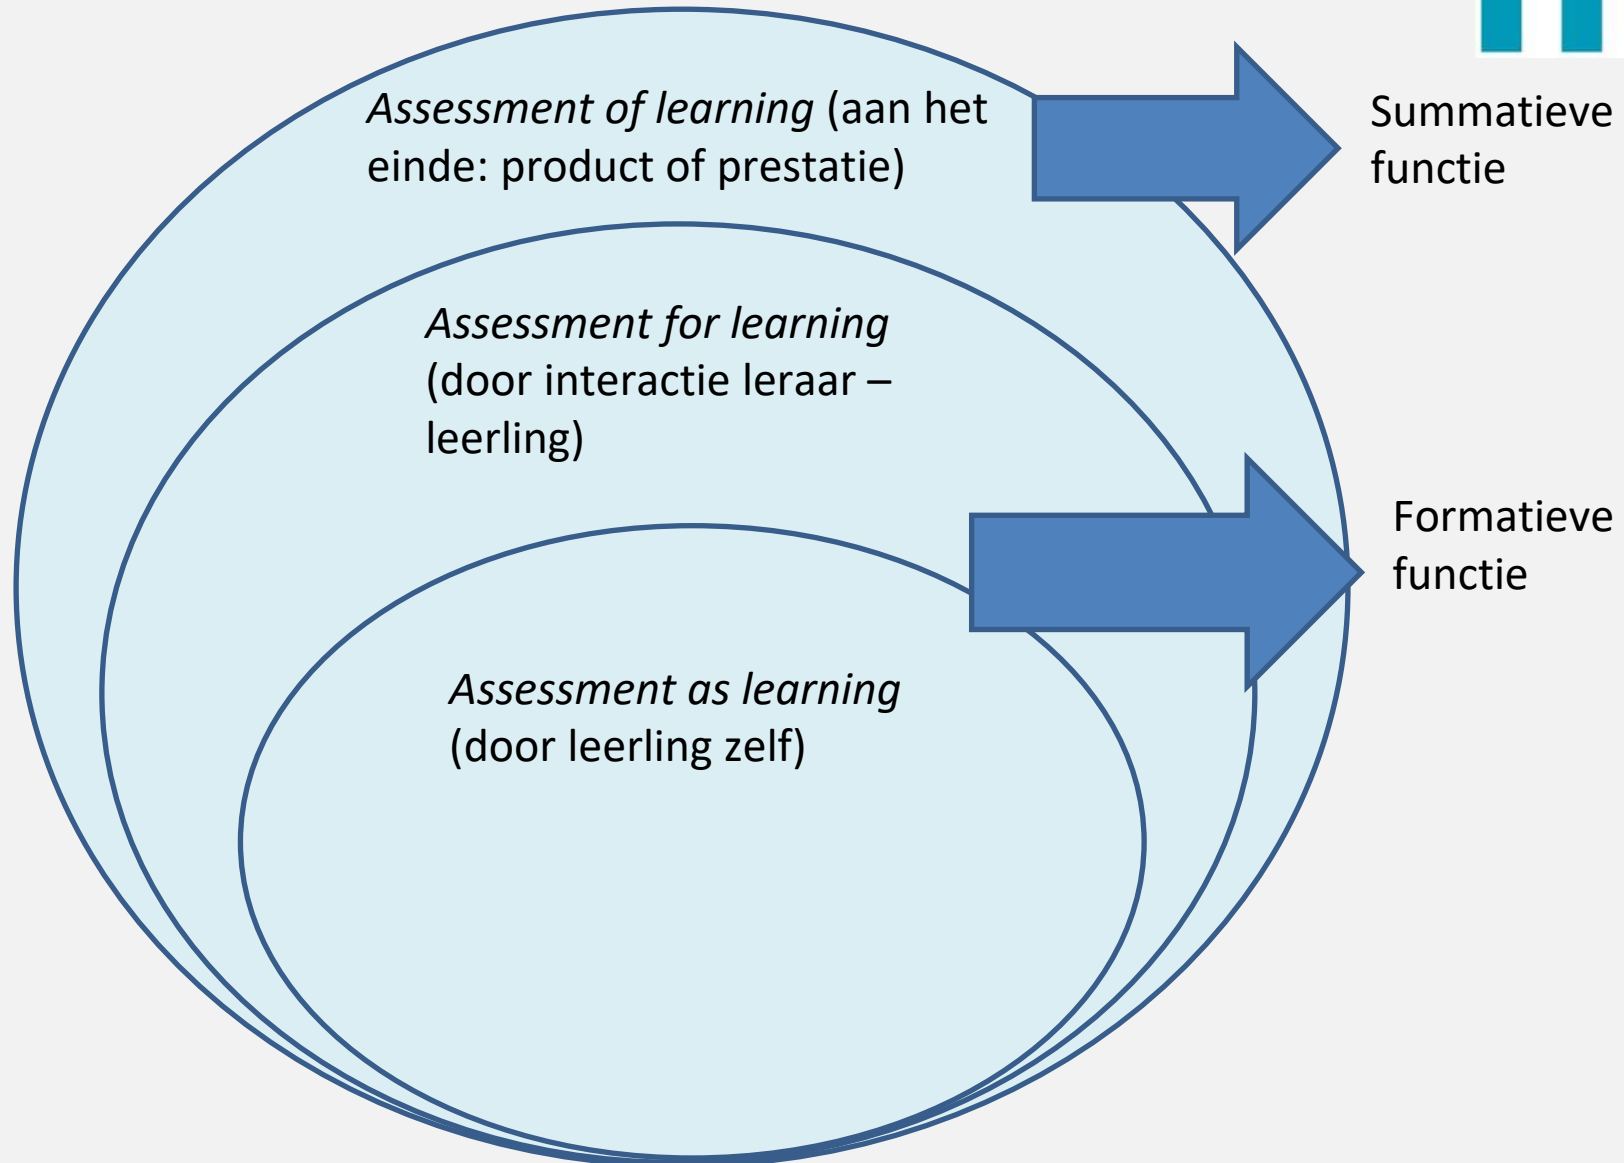 Assessment of learning (aan het
einde: product of prestatie)
Summatieve
functie
Assessment for learning
(door interactie leraar –
leerling)
Formatieve
functie
Assessment as learning
(door leerling zelf)